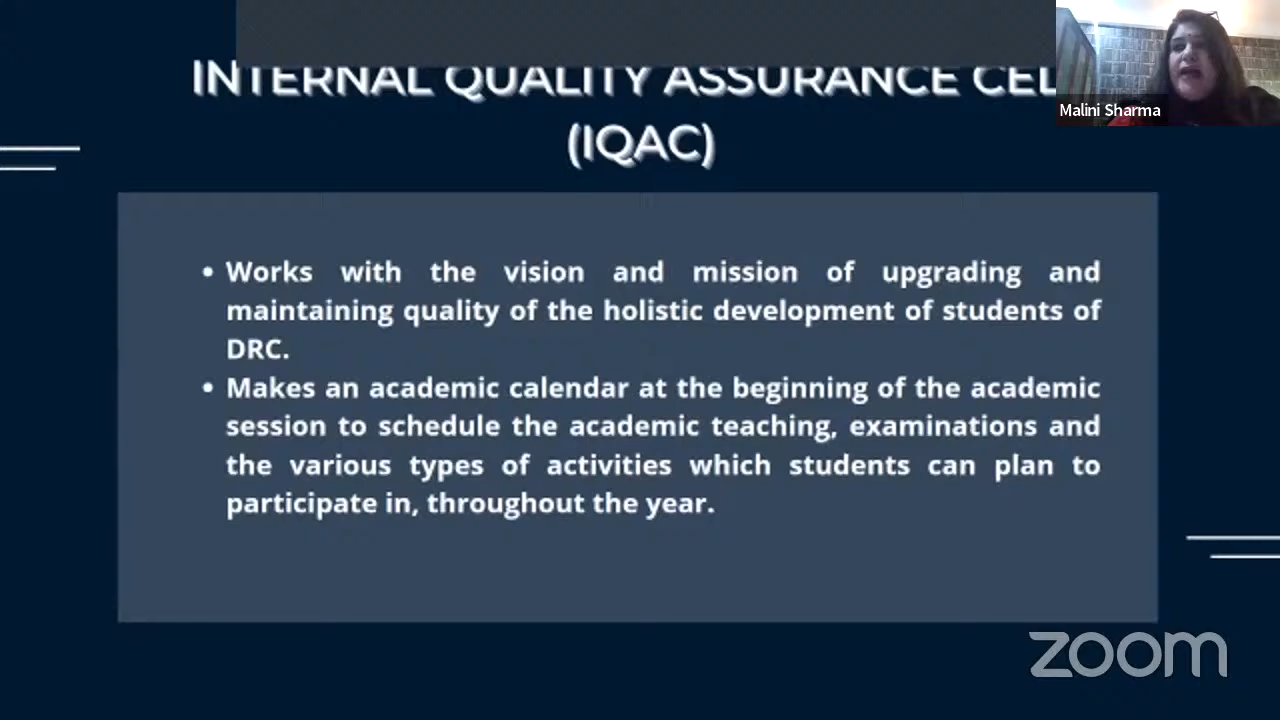 INTERNAL QUALITY ASSURANCE CEL
(IQAC)
Malini Sharma
• Works with the vision and mission of upgrading and
maintaining quality of the holistic development of students of
DRC.
• Makes an academic calendar at the beginning of the academic
session to schedule the academic teaching, examinations and
the various types of activities which students can plan to
participate in, throughout the year.
zoom